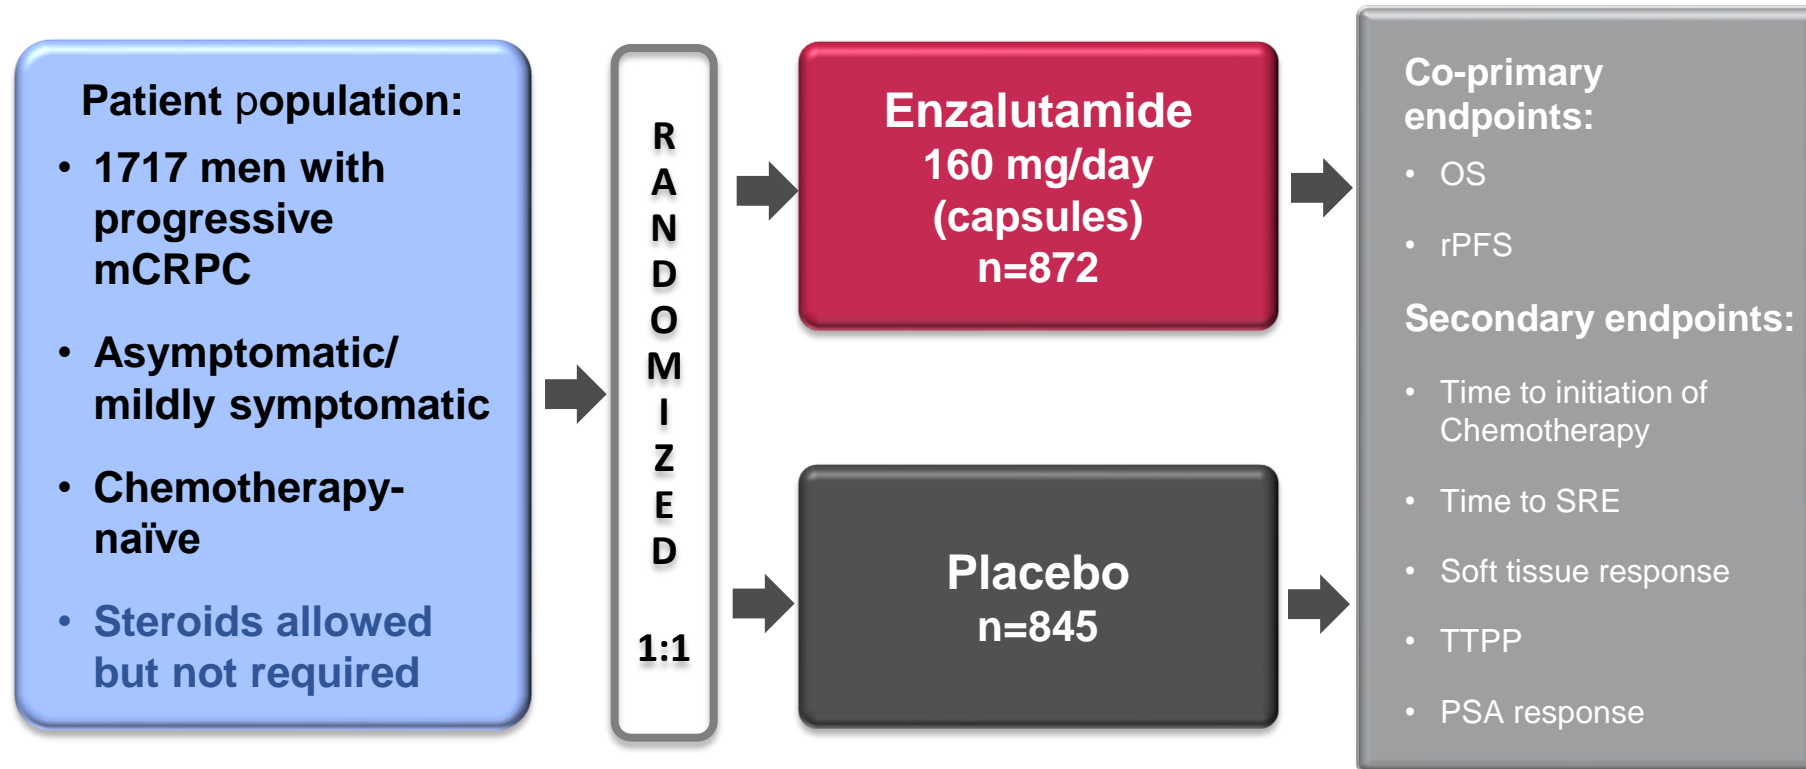 Patient population:
• 1717 men with
progressive
mCRPC
• Asymptomatic/
mildly symptomatic
• Chemotherapy-
naïve
• Steroids allowed
but not required
R
A
N
D
O
M
I
Z
E
D
1:1
Enzalutamide
160 mg/day
(capsules)
n=872
Placebo
n=845
Co-primary
endpoints:
• OS
• rPFS
Secondary endpoints:
• Time to initiation of
Chemotherapy
• Time to SRE
• Soft tissue response
• TTPP
• PSA response